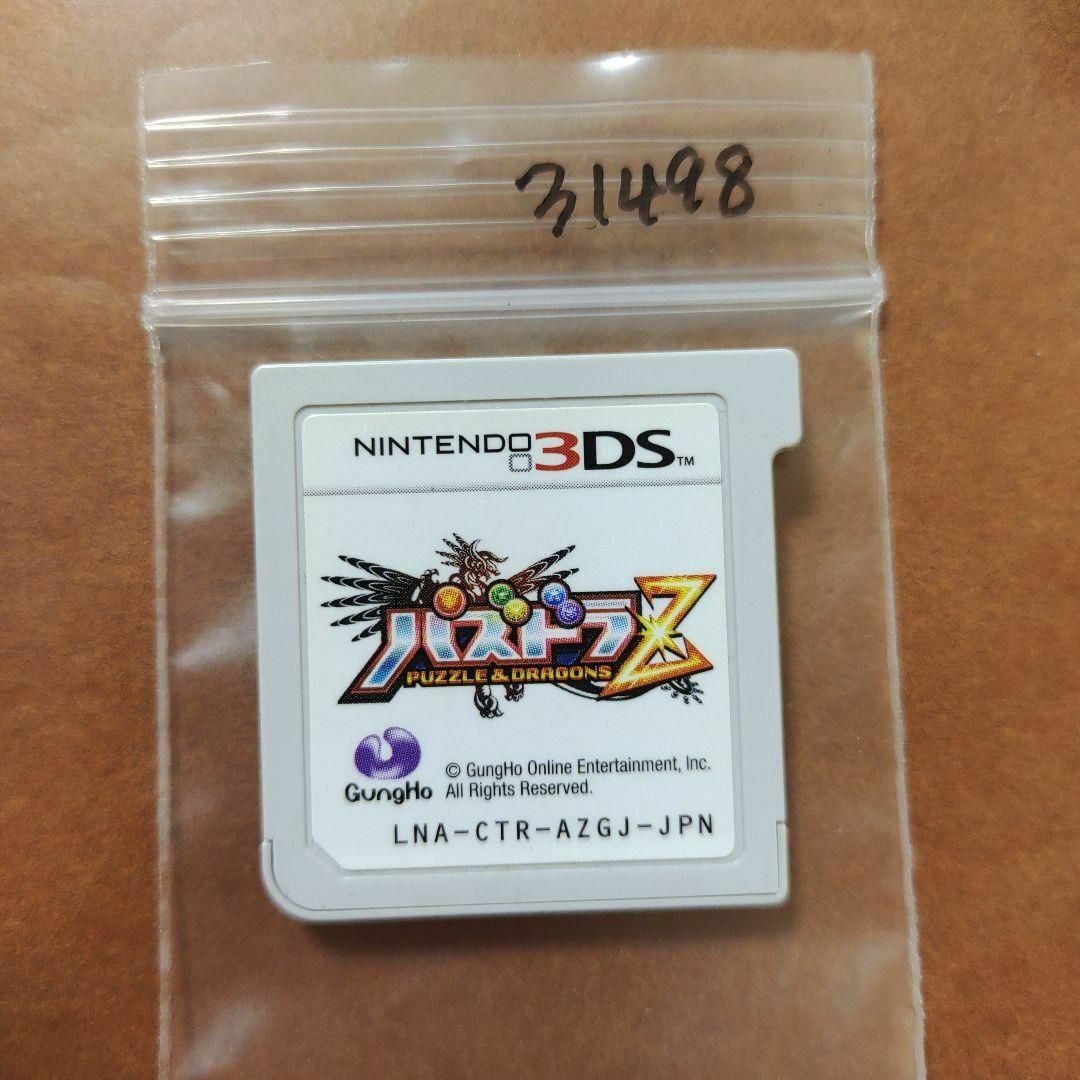 31498
NINTENDO 3DS™
パズドラZ
PUZZLE & DRAGONS
GungHo
© GungHo Online Entertainment, Inc.
All Rights Reserved.
LNA-CTR-AZGJ-JPN